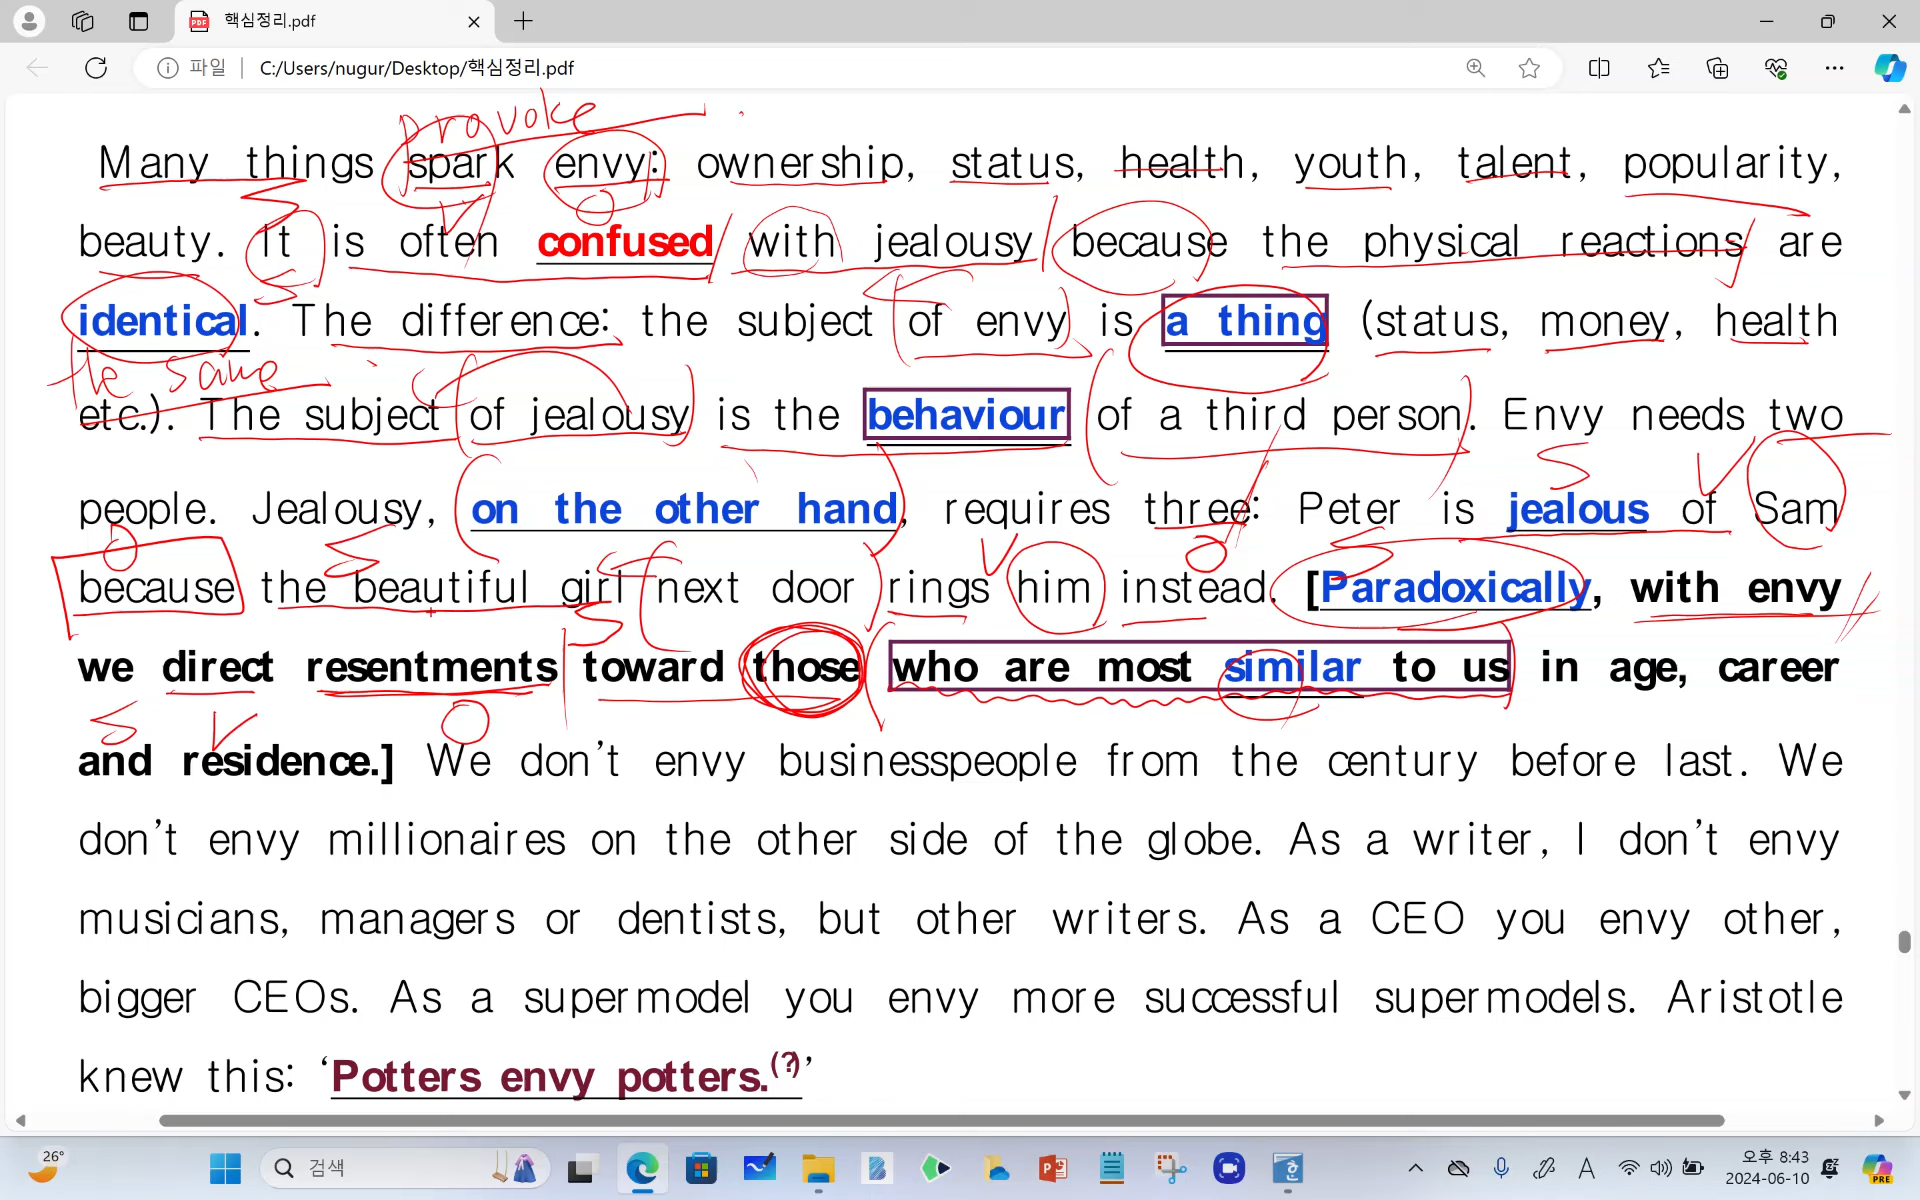 핵심정리.pdf
파일
C:/Users/nugur/Desktop/핵심정리.pdf
provoke
Many things spark envy: ownership, status, health, youth, talent, popularity,
beauty. It is often confused with jealousy because the physical reactions are
identical. The difference: the subject of envy is a thing (status, money, health
the same
etc.). The subject of jealousy is the behaviour of a third person. Envy needs two
people. Jealousy, on the other hand, requires three: Peter is jealous of Sam
because the beautiful girl next door rings him instead. [Paradoxically, with envy
we direct resentments toward those who are most similar to us in age, career
and residence.] We don't envy businesspeople from the century before last. We
don't envy millionaires on the other side of the globe. As a writer, I don't envy
musicians, managers or dentists, but other writers. As a CEO you envy other,
bigger CEOs. As a supermodel you envy more successful supermodels. Aristotle
knew this: ‘Potters envy potters.(?)’
26°
검색
A
오후 8:43
2024-06-10
PRE